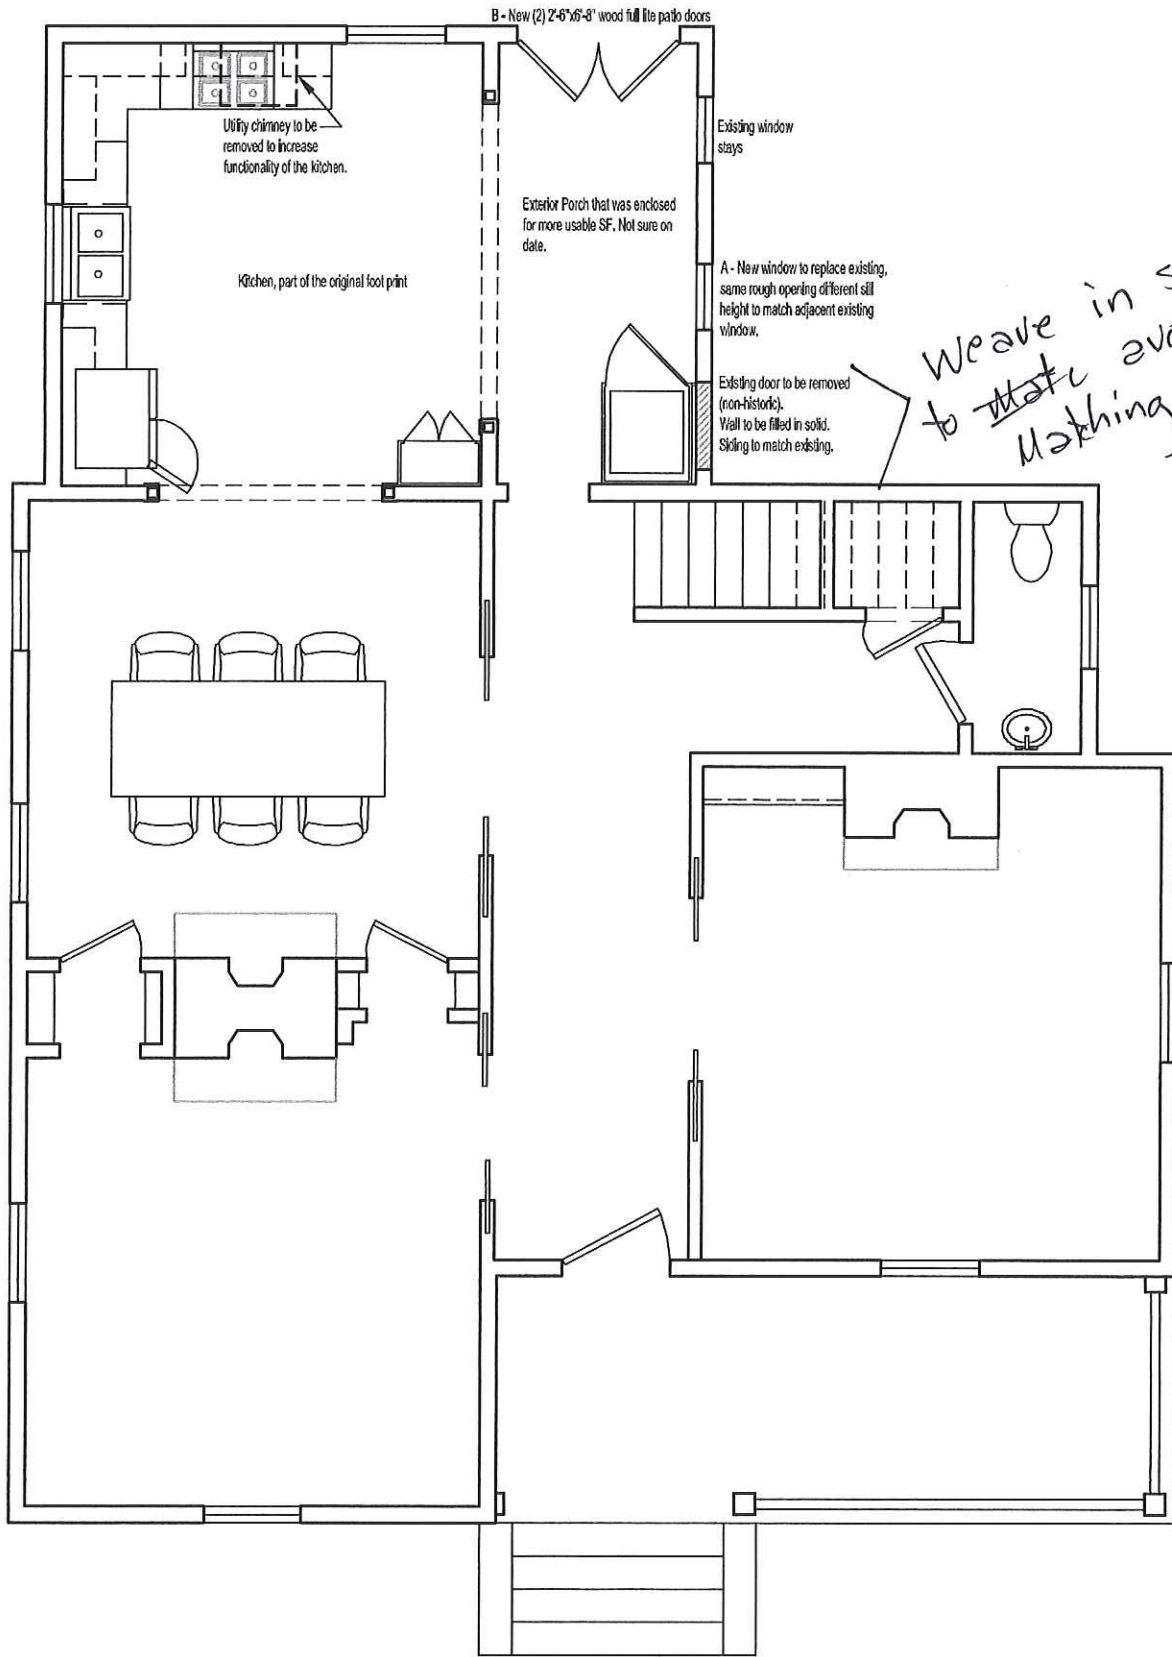 B - New (2) 2'-6"x6'-8" wood full lite patio doors
Utility chimney to be
removed to increase
functionality of the kitchen.
Existing window
stays
Exterior Porch that was enclosed
for more usable SF. Not sure on
date.
Kitchen, part of the original foot print
A - New window to replace existing,
same rough opening different sill
height to match adjacent existing
window.
Weave in
to
Matching
Existing door to be removed
(non-historic).
Wall to be filled in solid.
Siding to match existing.